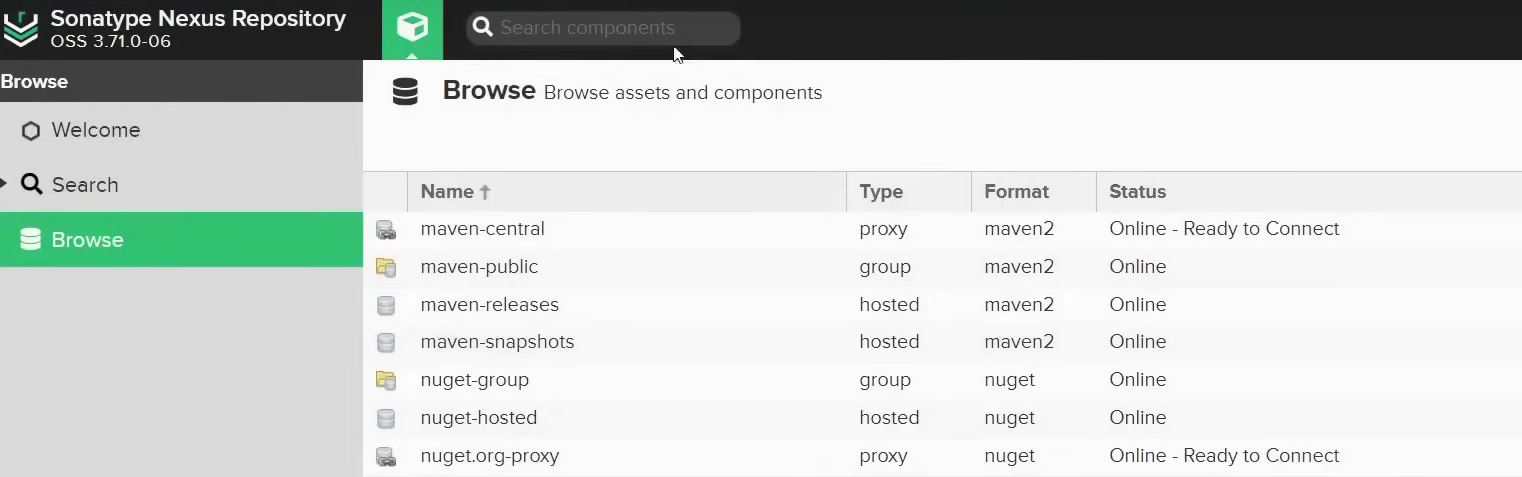 Sonatype Nexus Repository
OSS 3.71.0-06
Search components
Browse
Browse Browse assets and components
Welcome
Search
Browse
Name Type Format Status
maven-central proxy maven2 Online - Ready to Connect
maven-public group maven2 Online
maven-releases hosted maven2 Online
maven-snapshots hosted maven2 Online
nuget-group group nuget Online
nuget-hosted hosted nuget Online
nuget.org-proxy proxy nuget Online - Ready to Connect